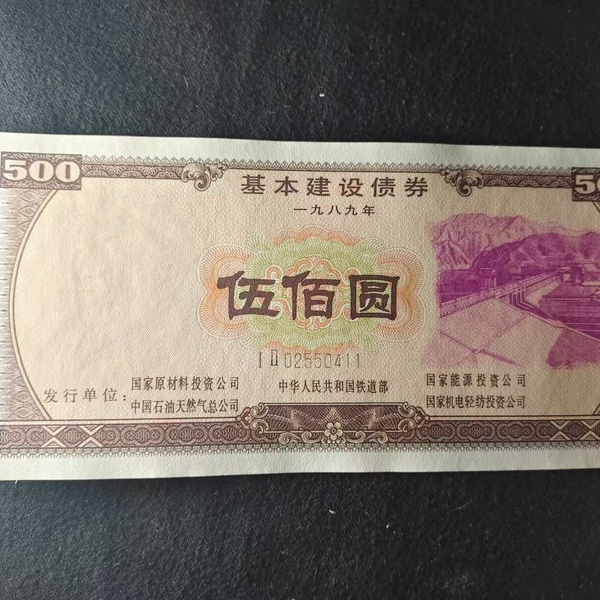 500
基本建设债券
一九八九年
伍佰圆
I II 02550411
发行单位：
国家原材料投资公司
中国石油天然气总公司
中华人民共和国铁道部
国家能源投资公司
国家机电轻纺投资公司